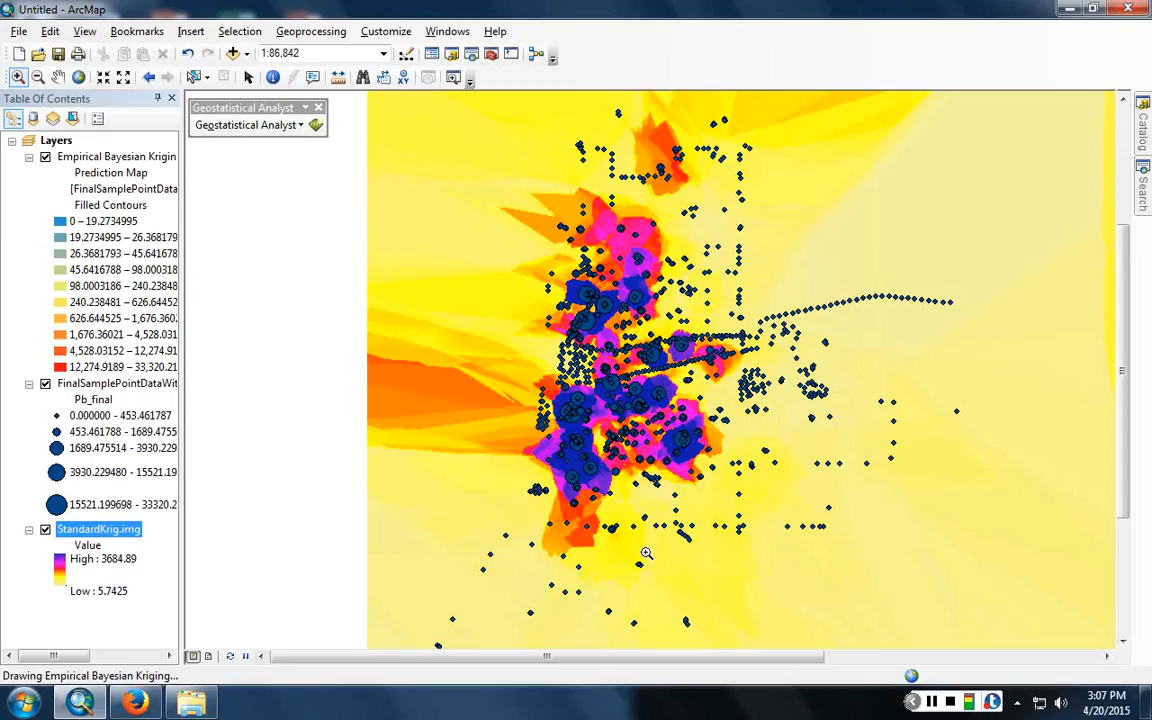 Untitled - ArcMap
File Edit View Bookmarks Insert Selection Geoprocessing Customize Windows Help
1:86,842
Table Of Contents
Geostatistical Analyst
Geostatistical Analyst
Layers
Empirical Bayesian Krigin
Prediction Map
[FinalSamplePointData
Filled Contours
0 – 19.2734995
19.2734995 – 26.368179
26.3681793 – 45.641678
45.6416788 – 98.000318
98.0003186 – 240.23848
240.238481 – 626.64454
626.644545 – 1,676.360
1,676.36021 – 4,528.031
4,528.03152 – 12,274.91
12,274.9189 – 33,320.2
FinalSamplePointDataWit
Pb_final
0.000000 - 453.461787
453.461788 - 1689.4755
1689.475514 - 3930.229
3930.229480 - 15521.19
15521.199698 - 33320.2
StandardKrig.img
Value
High : 3684.89
Low : 5.7425
Catalog
Search
Drawing Empirical Bayesian Kriging...
3:07 PM
4/20/2015